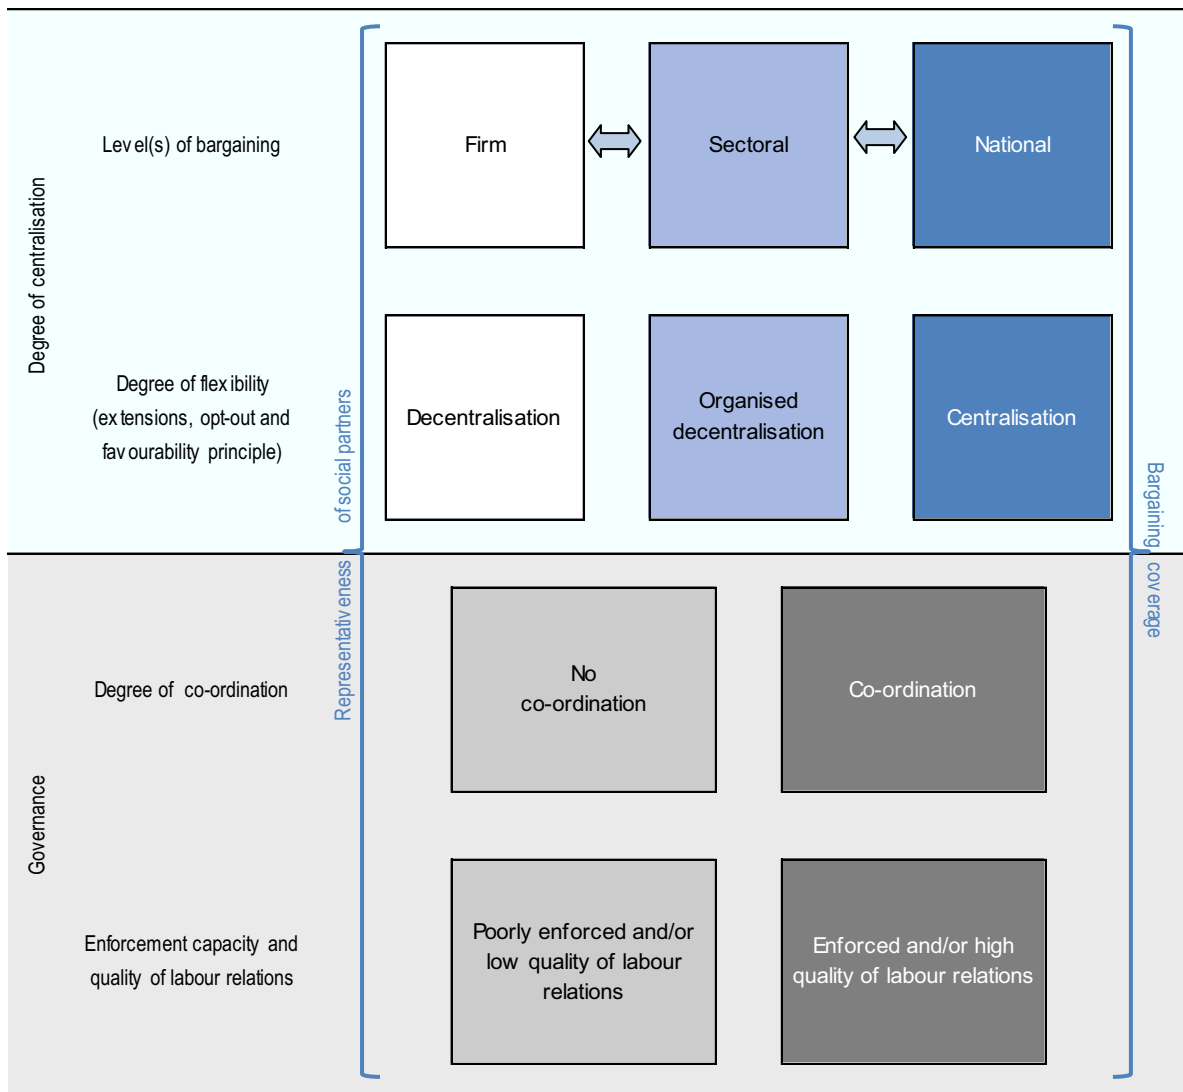 Degree of centralisation
Level(s) of bargaining
Firm
Sectoral
National
Degree of flexibility
(extensions, opt-out and
favourability principle)
Decentralisation
Organised
decentralisation
Centralisation
Representativeness
of social partners
Bargaining coverage
Governance
Degree of co-ordination
No
co-ordination
Co-ordination
Enforcement capacity and
quality of labour relations
Poorly enforced and/or
low quality of labour
relations
Enforced and/or high
quality of labour relations